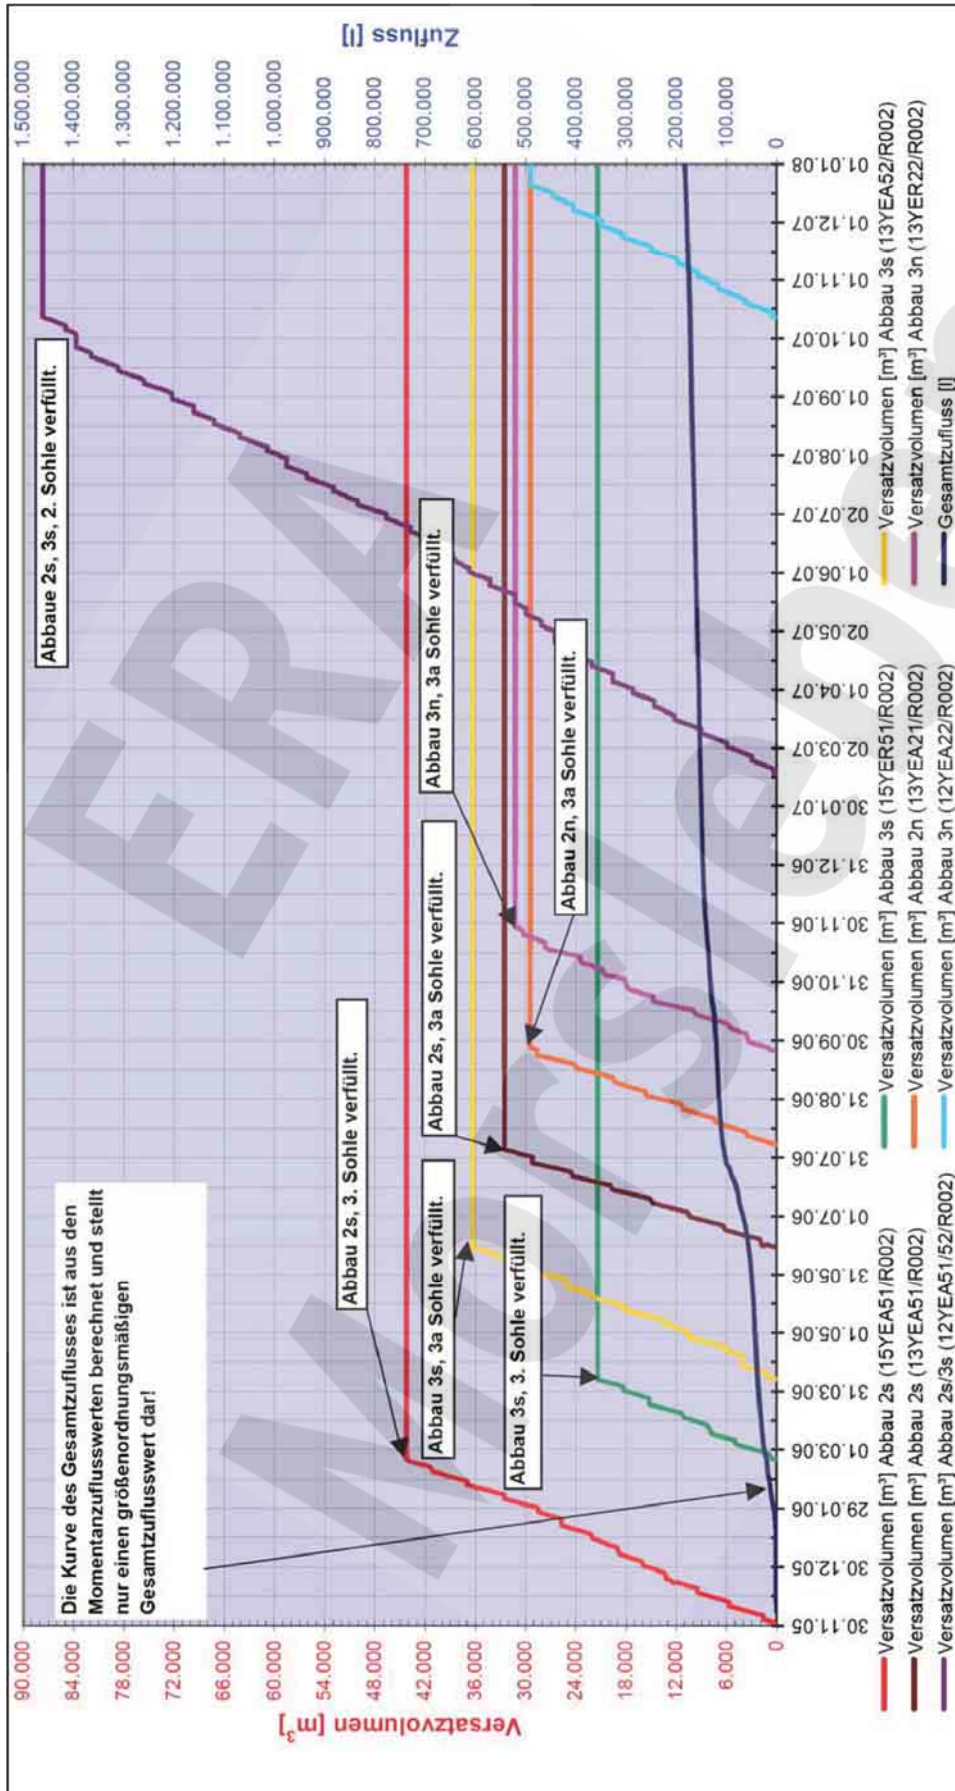 Die Kurve des Gesamtzuflusses ist aus den
Momentanzuflusswerten berechnet und stellt
nur einen größenordnungsmäßigen
Gesamtzuflusswert dar!
Abbau 2s, 3. Sohle verfüllt.
Abbau 3s, 3a Sohle verfüllt.
Abbau 3s, 3. Sohle verfüllt.
Abbau 2s, 3a Sohle verfüllt.
Abbau 3n, 3a Sohle verfüllt.
Abbau 2n, 3a Sohle verfüllt.
Abbaue 2s, 3s, 2. Sohle verfüllt.
Versatzvolumen [m³]
90.000
84.000
78.000
72.000
66.000
60.000
54.000
48.000
42.000
36.000
30.000
24.000
18.000
12.000
6.000
0
Zufluss [l]
1.500.000
1.400.000
1.300.000
1.200.000
1.100.000
1.000.000
900.000
800.000
700.000
600.000
500.000
400.000
300.000
200.000
100.000
0
30.11.05
30.12.05
29.01.06
01.03.06
31.03.06
01.05.06
31.05.06
01.07.06
31.07.06
31.08.06
30.09.06
31.10.06
30.11.06
31.12.06
30.01.07
02.03.07
01.04.07
02.05.07
01.06.07
02.07.07
01.08.07
01.09.07
01.10.07
01.11.07
01.12.07
01.01.08
Versatzvolumen [m³] Abbau 2s (15YEA51/R002)
Versatzvolumen [m³] Abbau 3s (15YER51/R002)
Versatzvolumen [m³] Abbau 3s (13YEA52/R002)
Versatzvolumen [m³] Abbau 2s (13YEA51/R002)
Versatzvolumen [m³] Abbau 2n (13YEA21/R002)
Versatzvolumen [m³] Abbau 3n (13YER22/R002)
Versatzvolumen [m³] Abbau 2s/3s (12YEA51/52/R002)
Versatzvolumen [m³] Abbau 3n (12YEA22/R002)
Gesamtzufluss [l]
ERA